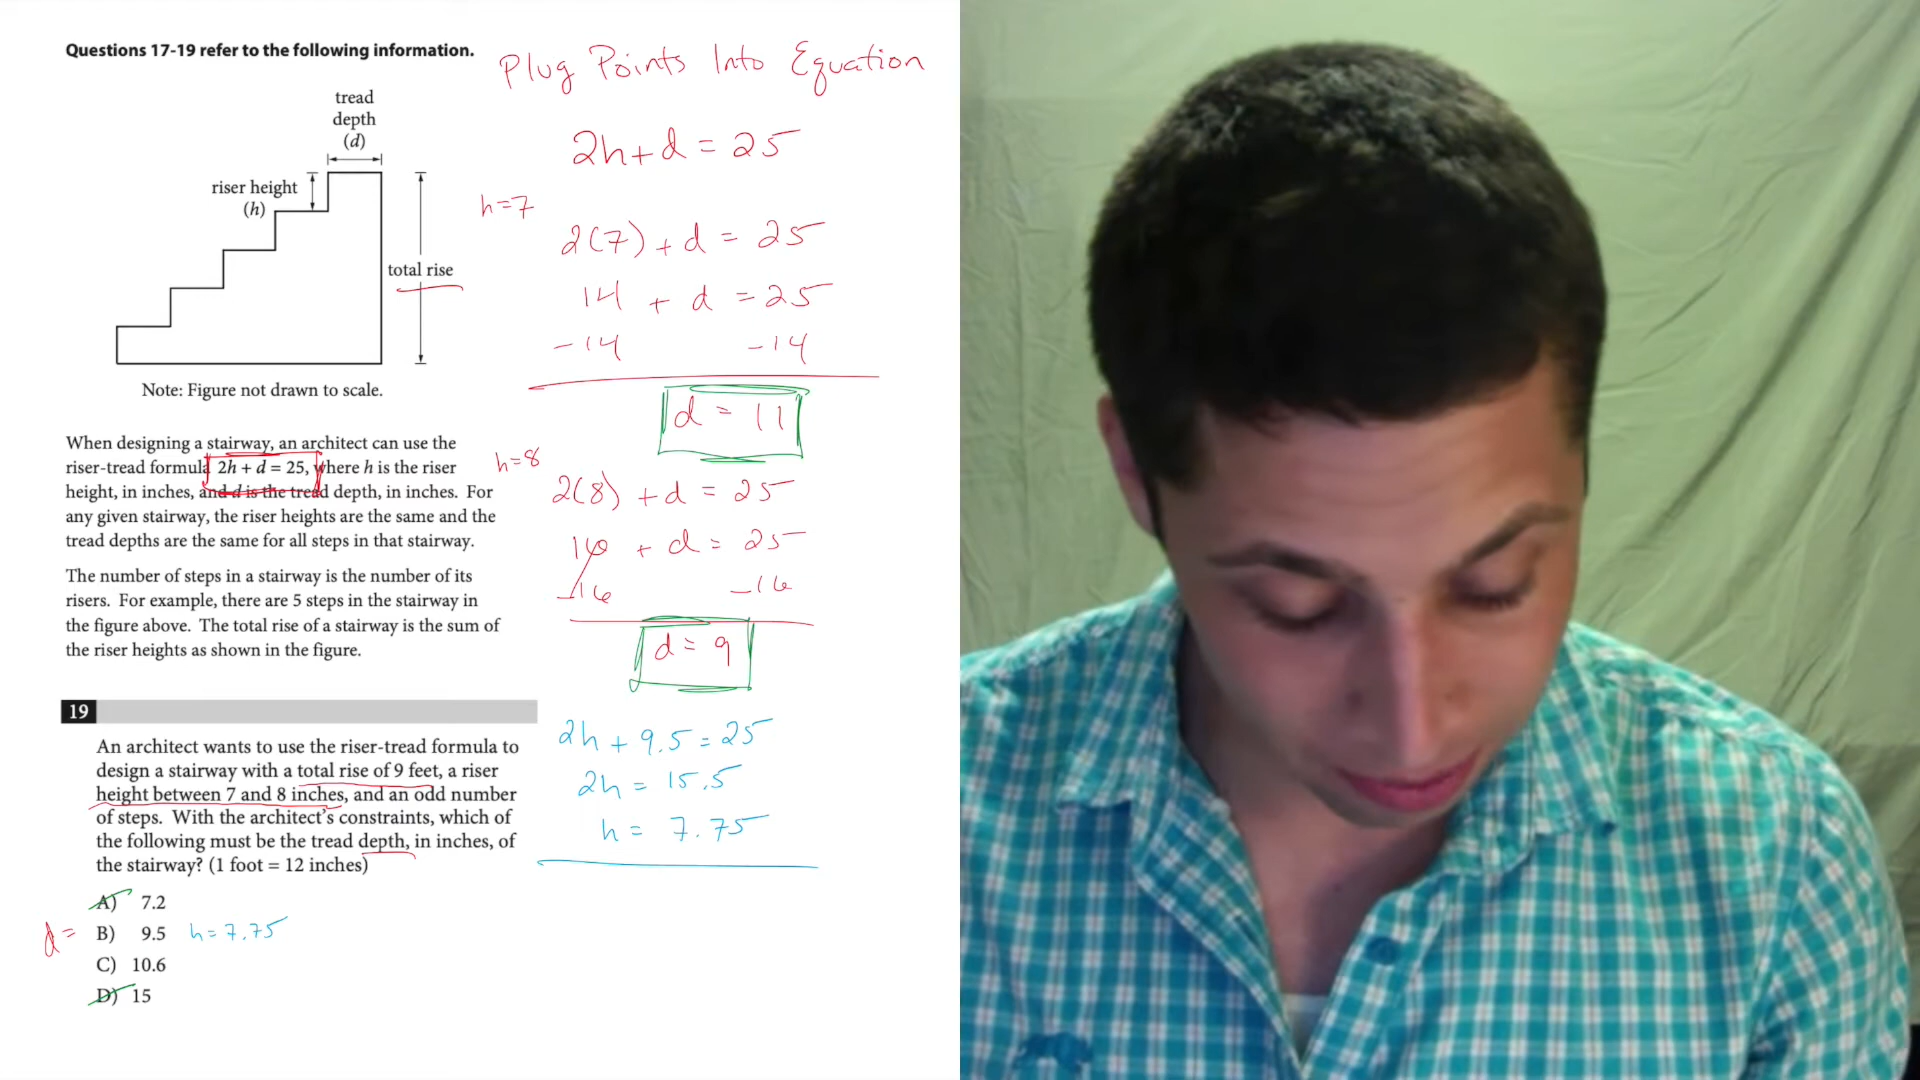 Questions 17-19 refer to the following information.
tread
depth
(d)
riser height
(h)
total rise
Note: Figure not drawn to scale.
When designing a stairway, an architect can use the
riser-tread formula 2h + d = 25, where h is the riser
height, in inches, and d is the tread depth, in inches. For
any given stairway, the riser heights are the same and the
tread depths are the same for all steps in that stairway.
The number of steps in a stairway is the number of its
risers. For example, there are 5 steps in the stairway in
the figure above. The total rise of a stairway is the sum of
the riser heights as shown in the figure.
19
An architect wants to use the riser-tread formula to
design a stairway with a total rise of 9 feet, a riser
height between 7 and 8 inches, and an odd number
of steps. With the architect's constraints, which of
the following must be the tread depth, in inches, of
the stairway? (1 foot = 12 inches)
A) 7.2
d= B) 9.5 h=7.75
C) 10.6
D) 15
Plug Points Into Equation
2h+d=25
h=7
2(7)+d=25
14+d=25
-14 -14
d=11
h=8
2(8)+d=25
16+d=25
-16 -16
d=9
2h+9.5=25
2h=15.5
h=7.75